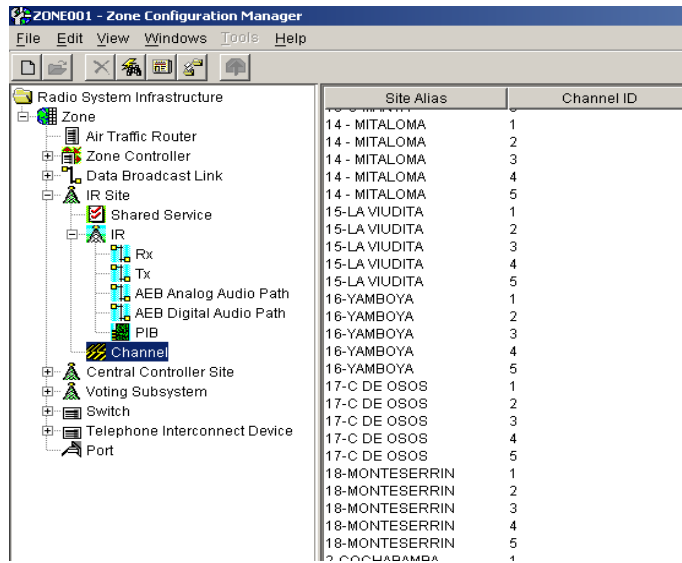 ZONE001 - Zone Configuration Manager
File Edit View Windows Tools Help
Radio System Infrastructure
Zone
Air Traffic Router
Zone Controller
Data Broadcast Link
IR Site
Shared Service
IR
Rx
Tx
AEB Analog Audio Path
AEB Digital Audio Path
PIB
Channel
Central Controller Site
Voting Subsystem
Switch
Telephone Interconnect Device
Port
Site Alias Channel ID
14 - MITALOMA 1
14 - MITALOMA 2
14 - MITALOMA 3
14 - MITALOMA 4
14 - MITALOMA 5
15-LA VIUDITA 1
15-LA VIUDITA 2
15-LA VIUDITA 3
15-LA VIUDITA 4
15-LA VIUDITA 5
16-YAMBOYA 1
16-YAMBOYA 2
16-YAMBOYA 3
16-YAMBOYA 4
16-YAMBOYA 5
17-C DE OSOS 1
17-C DE OSOS 2
17-C DE OSOS 3
17-C DE OSOS 4
17-C DE OSOS 5
18-MONTESERRIN 1
18-MONTESERRIN 2
18-MONTESERRIN 3
18-MONTESERRIN 4
18-MONTESERRIN 5
2-COCHAPAMBA 1